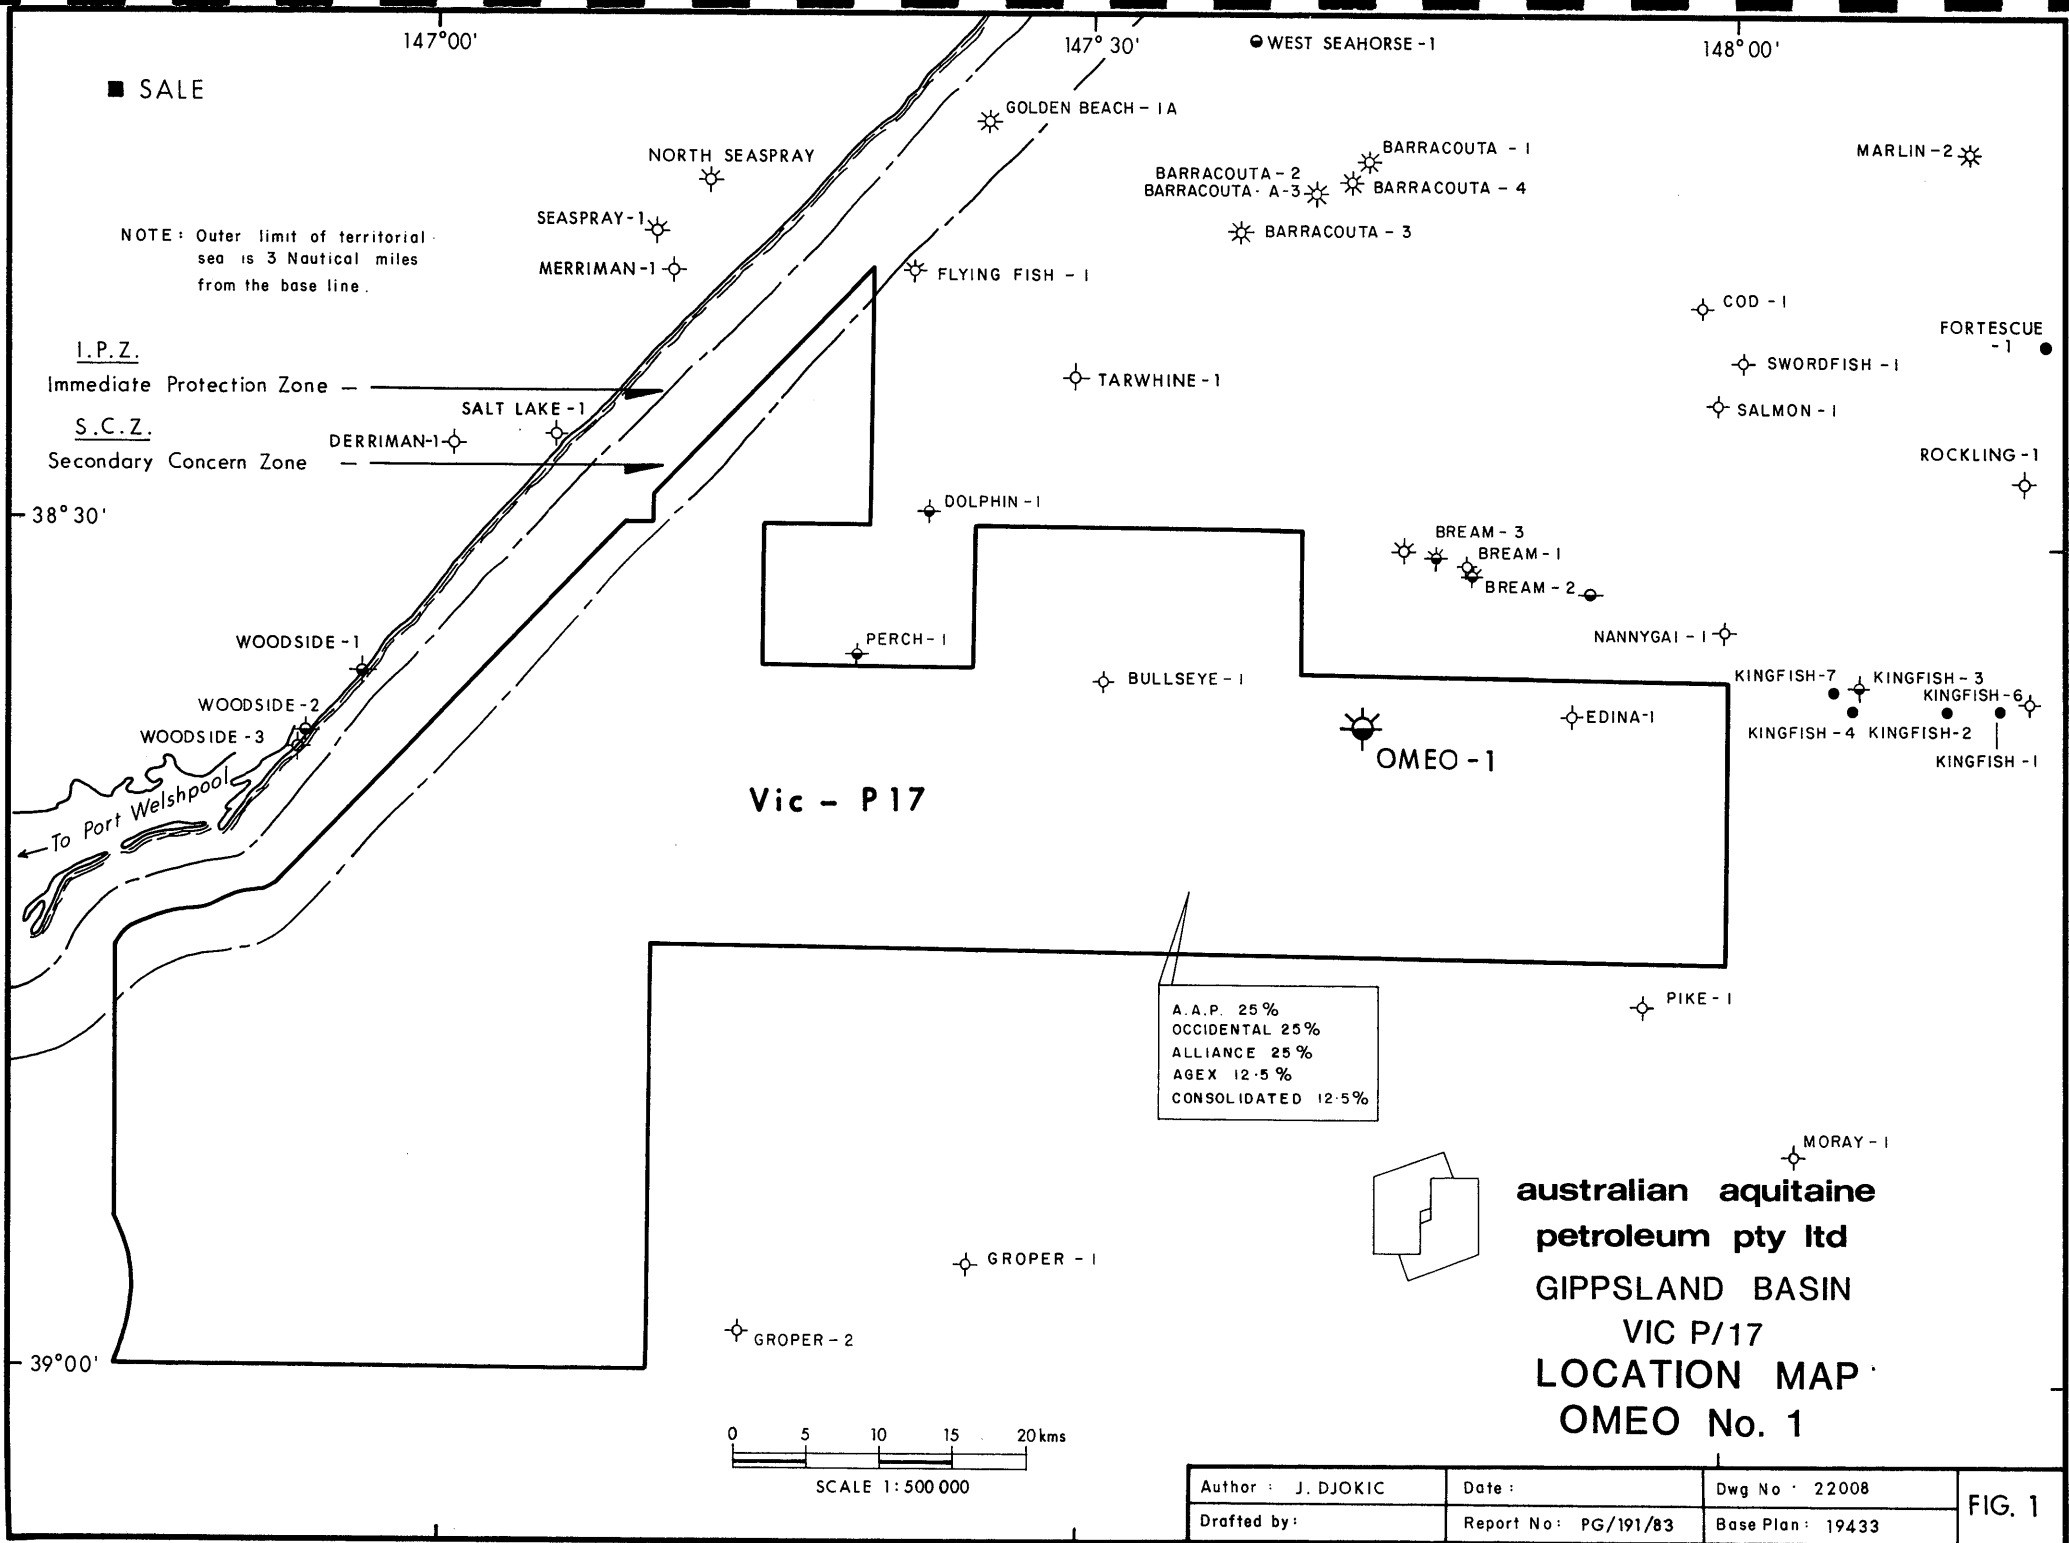 147°00'
147°30'
148°00'
WEST SEAHORSE-1
SALE
GOLDEN BEACH-1A
NORTH SEASPRAY
BARRACOUTA - 1
MARLIN-2
BARRACOUTA-2
BARRACOUTA· A-3
BARRACOUTA - 4
SEASPRAY-1
BARRACOUTA - 3
NOTE: Outer limit of territorial
sea is 3 Nautical miles
from the base line.
MERRIMAN-1
FLYING FISH - 1
COD - 1
FORTESCUE
-1
I.P.Z.
Immediate Protection Zone
SWORDFISH-1
TARWHINE-1
SALT LAKE-1
SALMON-1
S.C.Z.
DERRIMAN-1
Secondary Concern Zone
ROCKLING-1
38°30'
DOLPHIN-1
BREAM-3
BREAM-1
BREAM-2
WOODSIDE-1
PERCH-1
NANNYGAI-1
BULLSEYE-1
KINGFISH-7
KINGFISH-3
KINGFISH-6
WOODSIDE-2
EDINA-1
WOODSIDE-3
KINGFISH-4
KINGFISH-2
KINGFISH-1
OMEO-1
To Port Welshpool
Vic - P17
A.A.P. 25%
OCCIDENTAL 25%
ALLIANCE 25%
AGEX 12·5%
CONSOLIDATED 12·5%
PIKE-1
MORAY-1
australian aquitaine
petroleum pty ltd
GROPER - 1
GIPPSLAND BASIN
GROPER-2
VIC P/17
39°00'
LOCATION MAP
OMEO No. 1
0 5 10 15 20kms
SCALE 1:500 000
Author: J. DJOKIC
Date:
Dwg No · 22008
FIG. 1
Drafted by:
Report No: PG/191/83
Base Plan: 19433